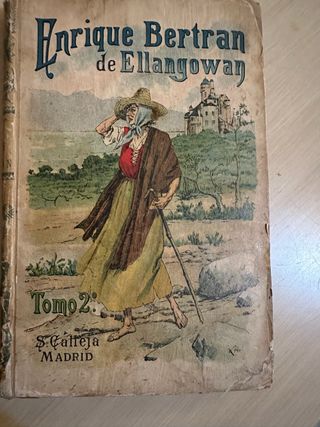 Enrique Bertran
de Ellangowan
Tomo 2º
S. Calleja
MADRID